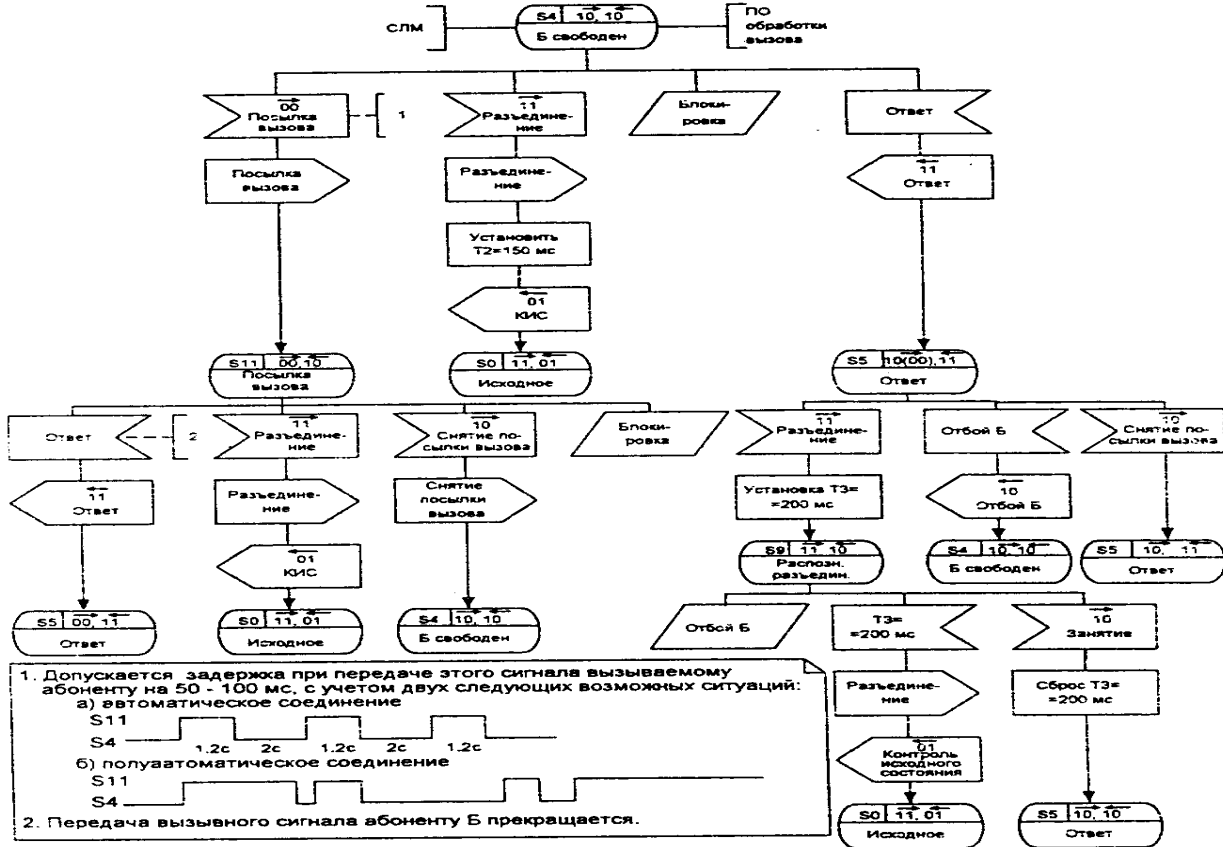 S4 10, 10
Б свободен
СЛМ
ПО
обработки
вызова
00
Посылка
вызова
1
11
Разъедине-
ние
Блоки-
ровка
Ответ
Посылка
вызова
Разъедине-
ние
11
Ответ
Установить
Т2=150 мс
01
КИС
S11 00,10
Посылка
вызова
S0 11, 01
Исходное
S5 10(00), 11
Ответ
Ответ
2
11
Разъедине-
ние
10
Снятие по-
сылки вызова
Блоки-
ровка
11
Разъедине-
ние
Отбой Б
10
Снятие по-
сылки вызова
11
Ответ
Разъедине-
ние
Снятие
посылки
вызова
Установка Т3=
=200 мс
10
Отбой Б
01
КИС
S9 11, 10
Распозн.
разъедин.
S4 10, 10
Б свободен
S5 10, 11
Ответ
S5 00, 11
Ответ
S0 11, 01
Исходное
S4 10, 10
Б свободен
Отбой Б
Т3=
=200 мс
10
Занятие
Разъедине-
ние
Сброс Т3=
=200 мс
01
Контроль
исходного
состояния
S0 11, 01
Исходное
S5 10, 10
Ответ
1. Допускается задержка при передаче этого сигнала вызываемому
абоненту на 50 - 100 мс, с учетом двух следующих возможных ситуаций:
а) автоматическое соединение
S11
S4
1,2с 2с 1,2с 2с 1,2с
б) полуавтоматическое соединение
S11
S4
2. Передача вызывного сигнала абоненту Б прекращается.